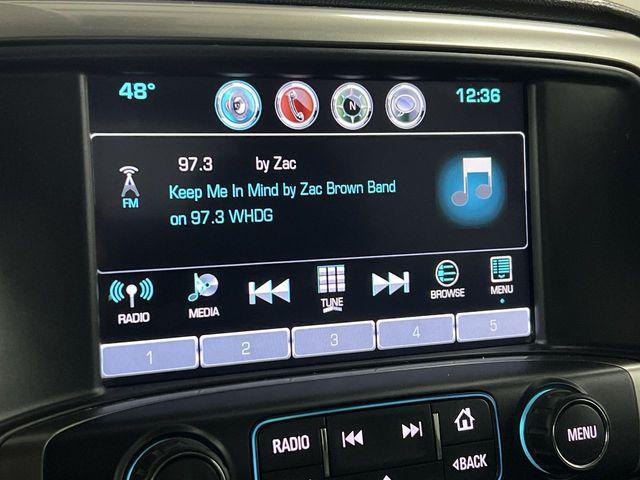 48°
N
12:36
97.3 by Zac
FM
Keep Me In Mind by Zac Brown Band
on 97.3 WHDG
RADIO
MEDIA
TUNE
BROWSE
MENU
1
2
3
4
5
RADIO
MENU
BACK